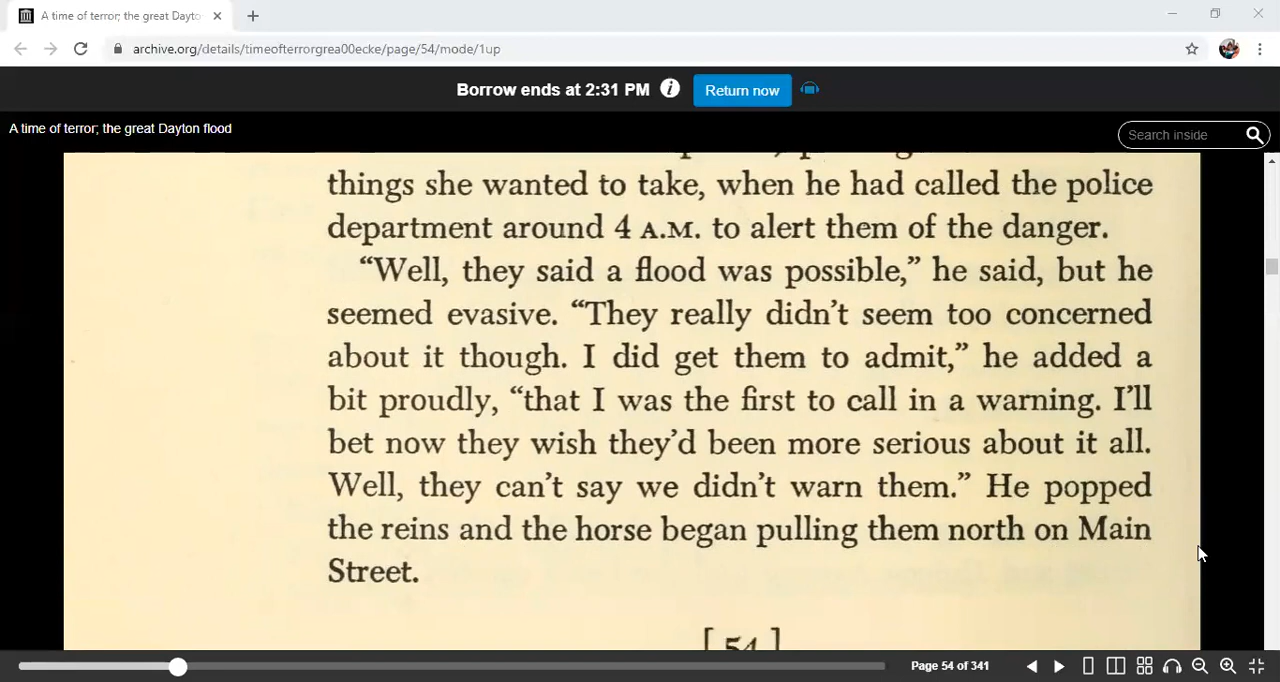 A time of terror; the great Dayto
archive.org/details/timeofterrorgrea00ecke/page/54/mode/1up
Borrow ends at 2:31 PM i Return now
A time of terror; the great Dayton flood
Search inside
things she wanted to take, when he had called the police
department around 4 A.M. to alert them of the danger.
“Well, they said a flood was possible,” he said, but he
seemed evasive. “They really didn’t seem too concerned
about it though. I did get them to admit,” he added a
bit proudly, “that I was the first to call in a warning. I’ll
bet now they wish they’d been more serious about it all.
Well, they can’t say we didn’t warn them.” He popped
the reins and the horse began pulling them north on Main
Street.
[ 54 ]
Page 54 of 341